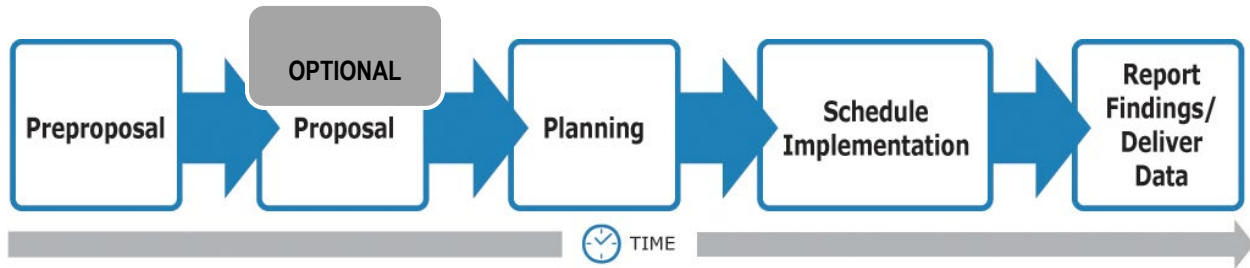 Preproposal
OPTIONAL
Proposal
Planning
Schedule
Implementation
Report
Findings/
Deliver
Data
TIME